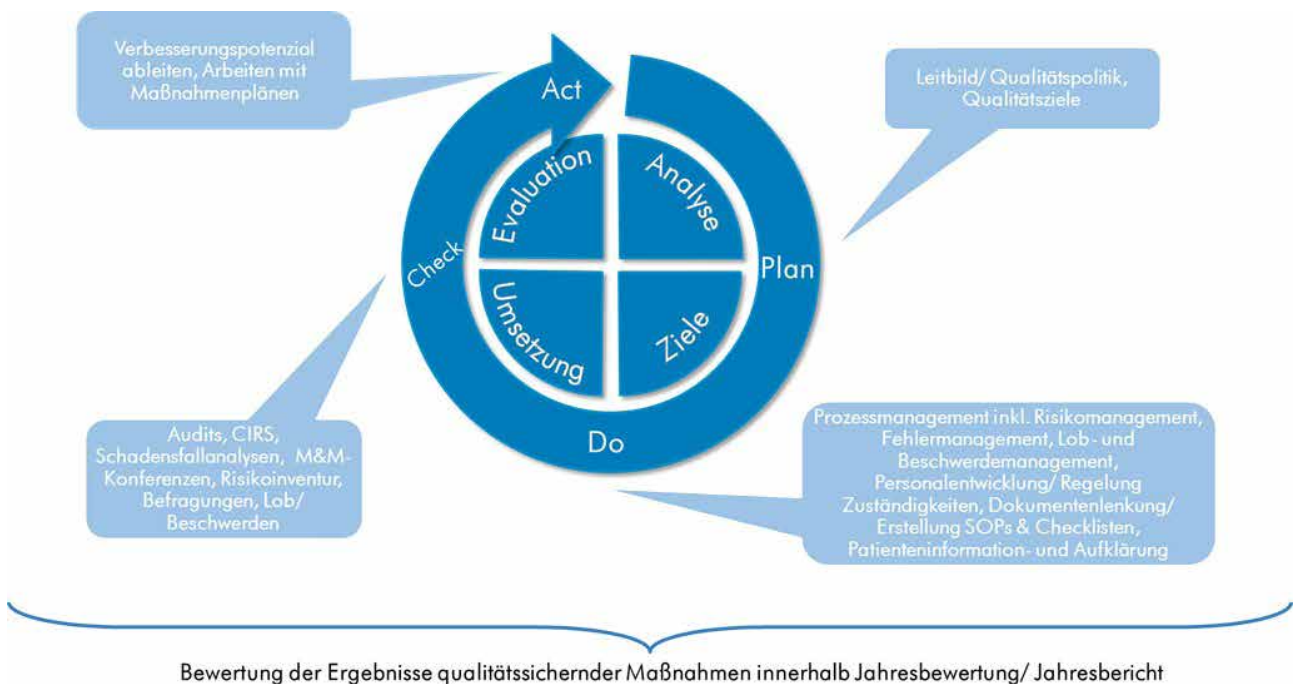 Verbesserungspotenzial
ableiten, Arbeiten mit
Maßnahmenplänen
Act
Leitbild/ Qualitätspolitik,
Qualitätsziele
Evaluation
Analyse
Check
Plan
Umsetzung
Ziele
Do
Audits, CIRS,
Schadensfallanalysen, M&M-
Konferenzen, Risikoinventur,
Befragungen, Lob/
Beschwerden
Prozessmanagement inkl. Risikomanagement,
Fehlermanagement, Lob- und
Beschwerdemanagement,
Personalentwicklung/ Regelung
Zuständigkeiten, Dokumentenlenkung/
Erstellung SOPs & Checklisten,
Patienteninformation- und Aufklärung
Bewertung der Ergebnisse qualitätssichernder Maßnahmen innerhalb Jahresbewertung/ Jahresbericht